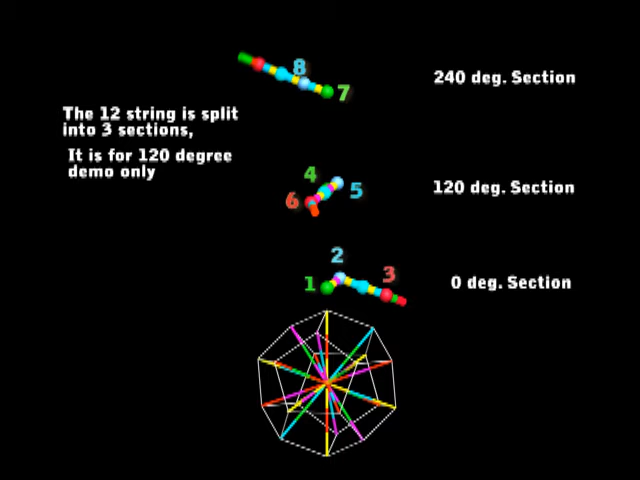 8
7
240 deg. Section
The 12 string is split
into 3 sections,
It is for 120 degree
demo only
4
5
6
120 deg. Section
2
3
1
0 deg. Section